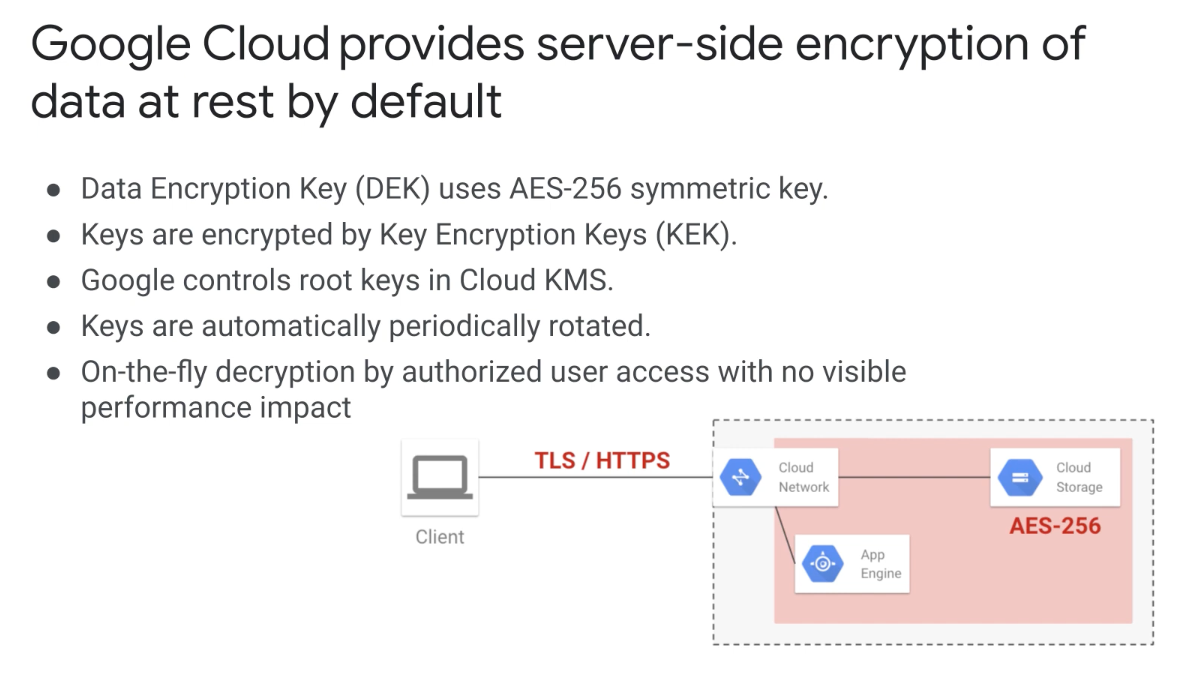 Google Cloud provides server-side encryption of
data at rest by default
● Data Encryption Key (DEK) uses AES-256 symmetric key.
● Keys are encrypted by Key Encryption Keys (KEK).
● Google controls root keys in Cloud KMS.
● Keys are automatically periodically rotated.
● On-the-fly decryption by authorized user access with no visible
performance impact
TLS / HTTPS
Client
Cloud
Network
Cloud
Storage
AES-256
App
Engine